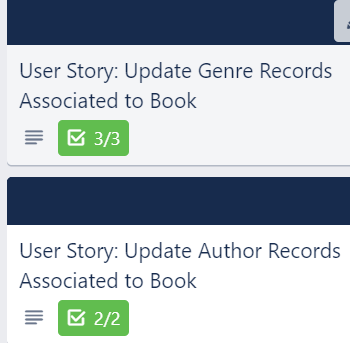 User Story: Update Genre Records
Associated to Book
3/3
User Story: Update Author Records
Associated to Book
2/2